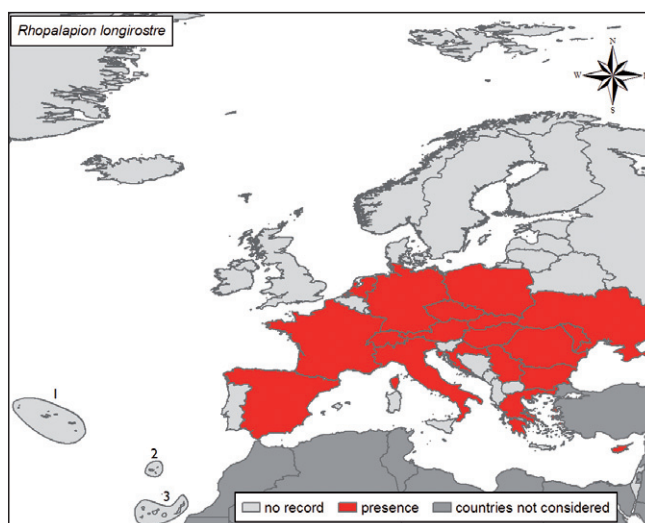 Rhopalapion longirostre
N
W
E
S
1
2
3
no record presence countries not considered